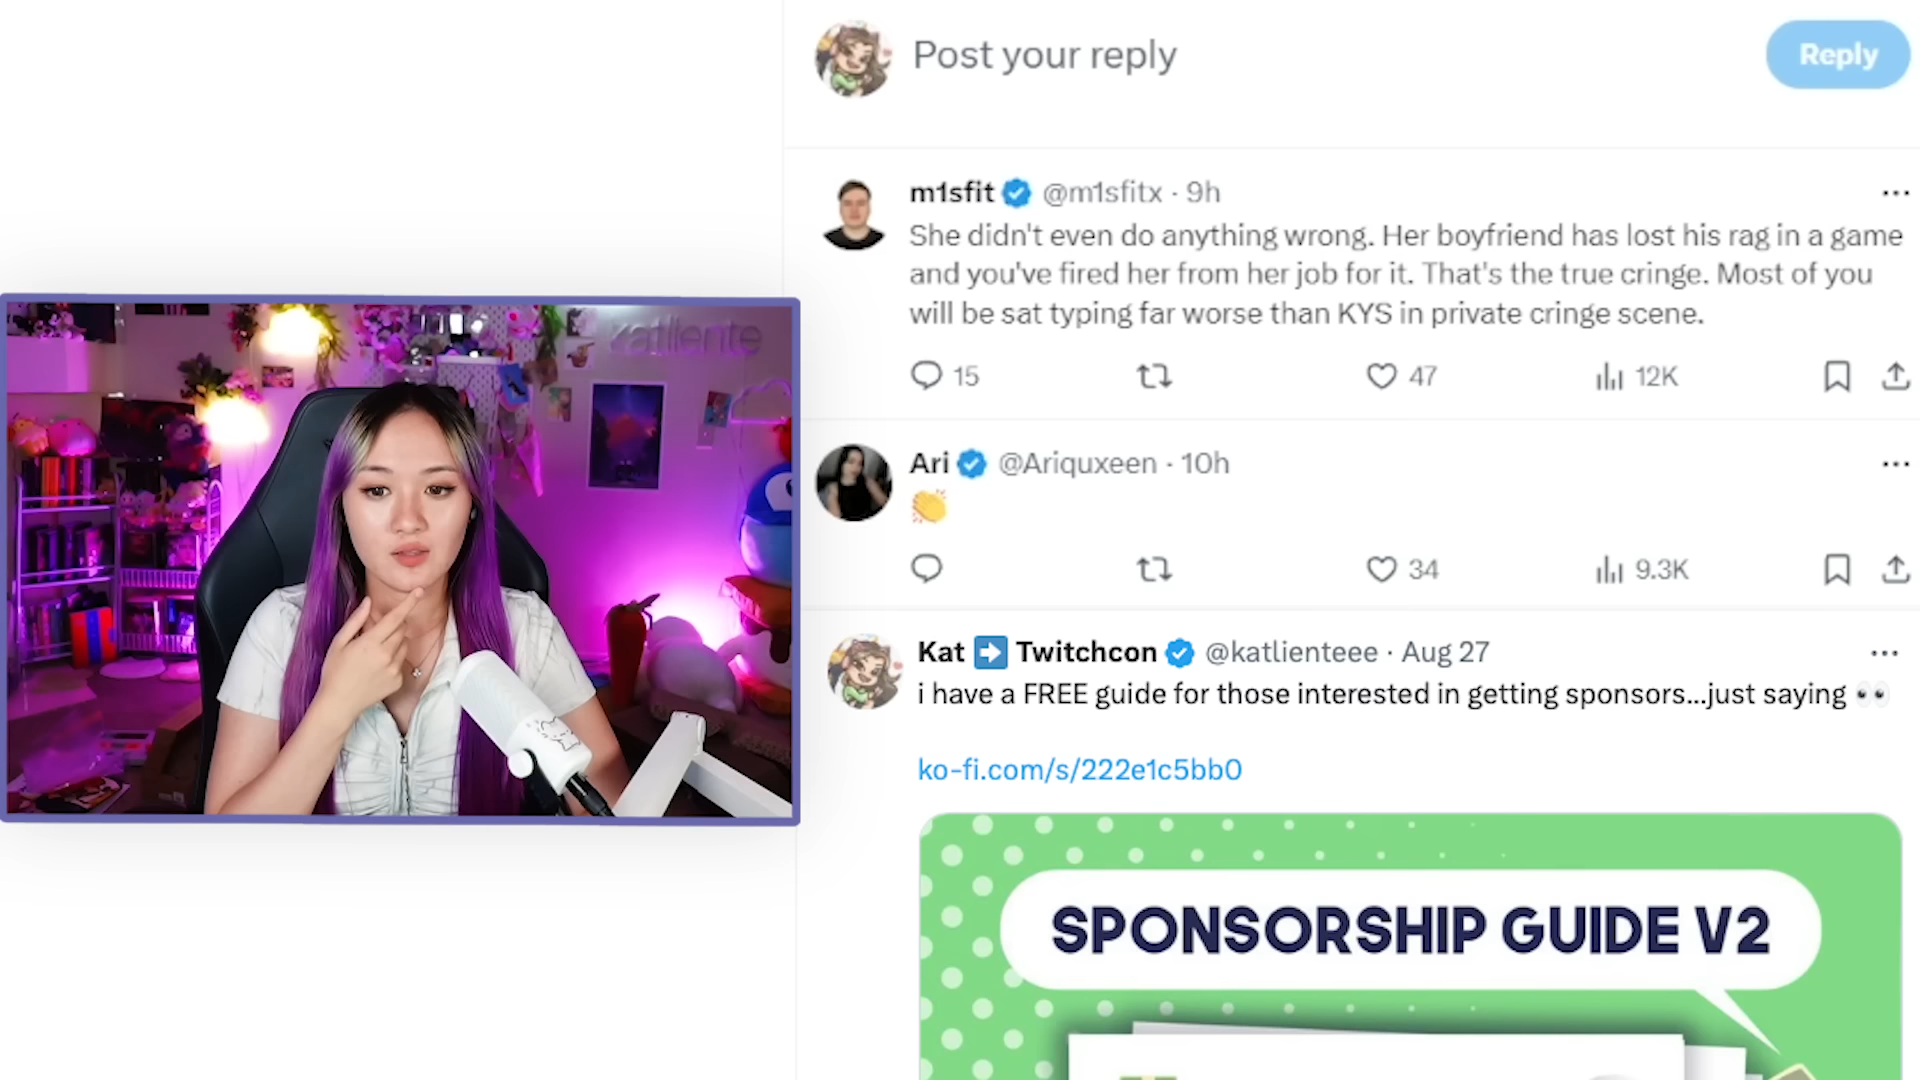 Post your reply
Reply
m1sfit @m1sfitx · 9h
She didn't even do anything wrong. Her boyfriend has lost his rag in a game
and you've fired her from her job for it. That's the true cringe. Most of you
will be sat typing far worse than KYS in private cringe scene.
15 47 12K
katliente
Ari @Ariquxeen · 10h
👏
34 9.3K
Kat ➡️ Twitchcon @katlienteee · Aug 27
i have a FREE guide for those interested in getting sponsors...just saying 👀
ko-fi.com/s/222e1c5bb0
SPONSORSHIP GUIDE V2